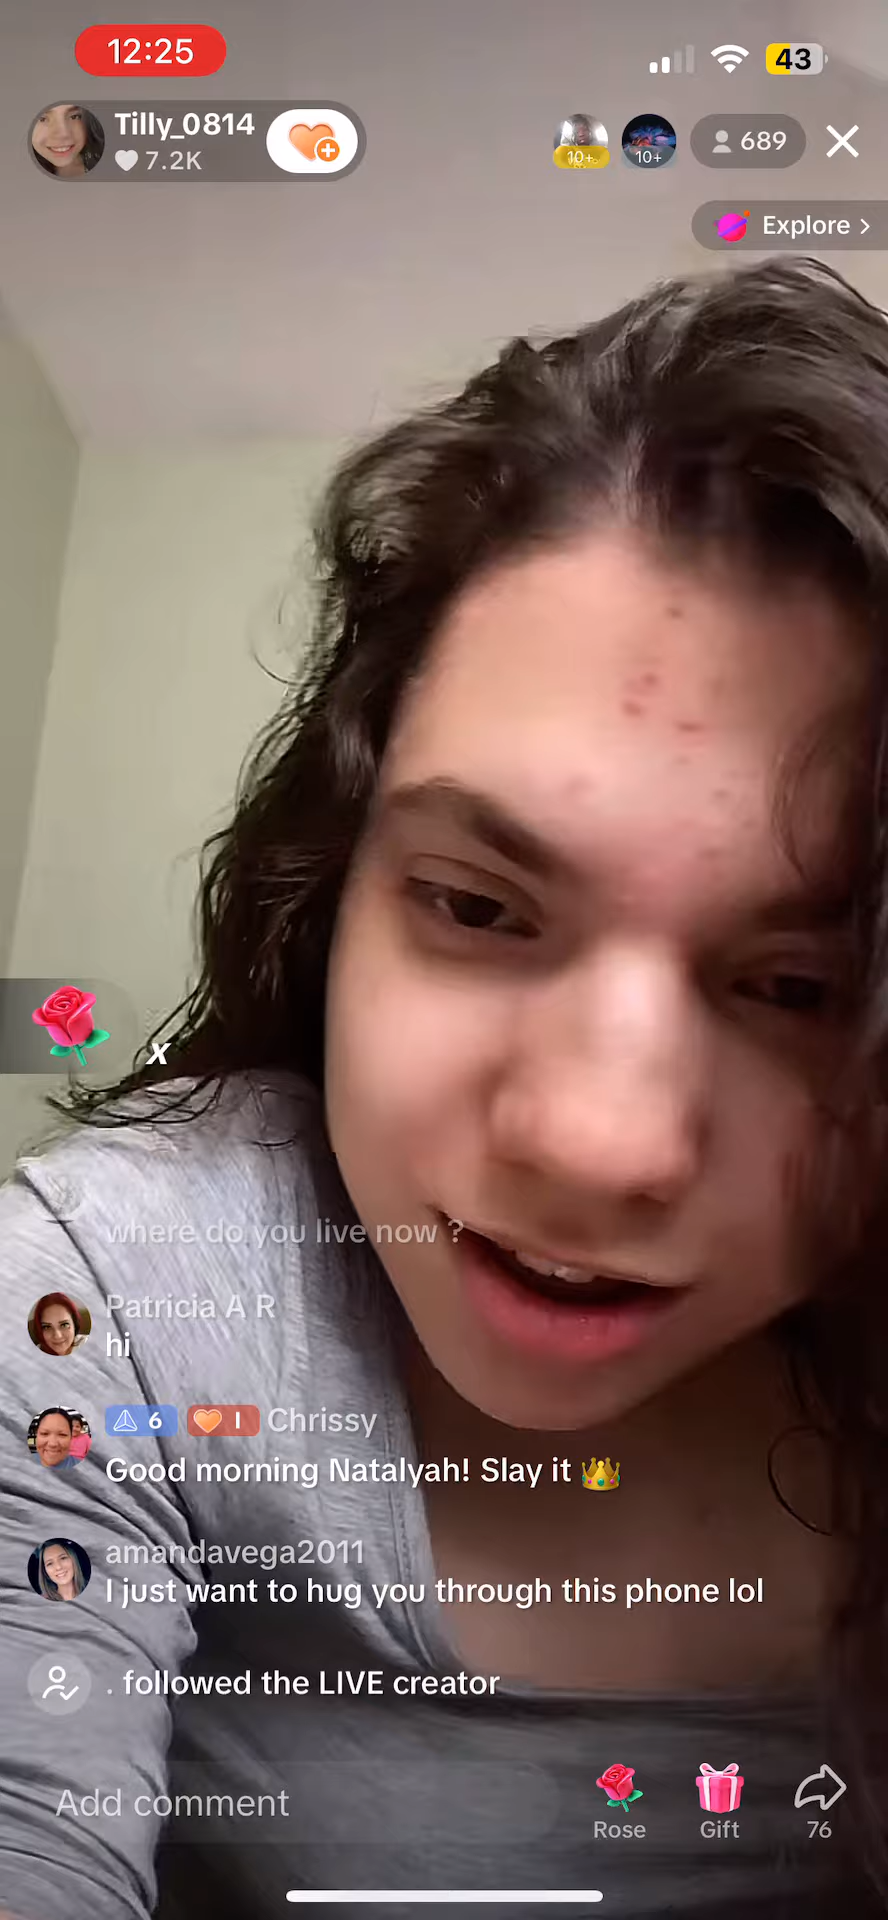 12:25
43
Tilly_0814
7.2K
10+
10+
689
Explore >
x
where do you live now ?
Patricia A R
hi
6 I Chrissy
Good morning Natalyah! Slay it 👑
amandavega2011
I just want to hug you through this phone lol
. followed the LIVE creator
Add comment
Rose
Gift
76